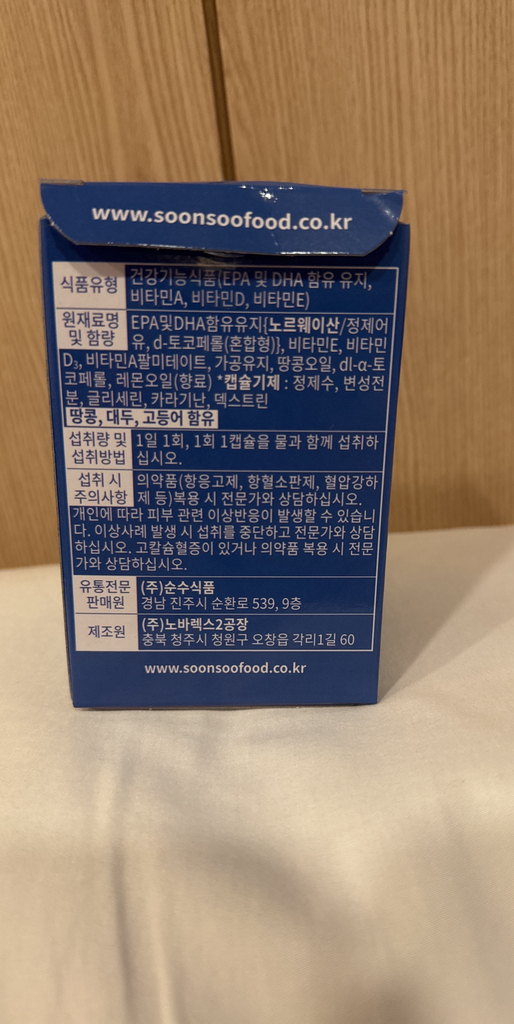 www.soonsoofood.co.kr
식품유형 건강기능식품(EPA 및 DHA 함유 유지,
비타민A, 비타민D, 비타민E)
원재료명 및 함량 EPA및DHA함유유지{노르웨이산/정제어
유, d-토코페롤(혼합형)}, 비타민E, 비타민
D₃, 비타민A팔미테이트, 가공유지, 땅콩오일, dl-α-토
코페롤, 레몬오일(향료) *캡슐기제 : 정제수, 변성전
분, 글리세린, 카라기난, 덱스트린
땅콩, 대두, 고등어 함유
섭취량 및 섭취방법 1일 1회, 1회 1캡슐을 물과 함께 섭취하
십시오.
섭취 시 주의사항 의약품(항응고제, 항혈소판제, 혈압강하
제 등)복용 시 전문가와 상담하십시오.
개인에 따라 피부 관련 이상반응이 발생할 수 있습니
다. 이상사례 발생 시 섭취를 중단하고 전문가와 상담
하십시오. 고칼슘혈증이 있거나 의약품 복용 시 전문
가와 상담하십시오.
유통전문 판매원 (주)순수식품
경남 진주시 순환로 539, 9층
제조원 (주)노바렉스2공장
충북 청주시 청원구 오창읍 각리1길 60
www.soonsoofood.co.kr